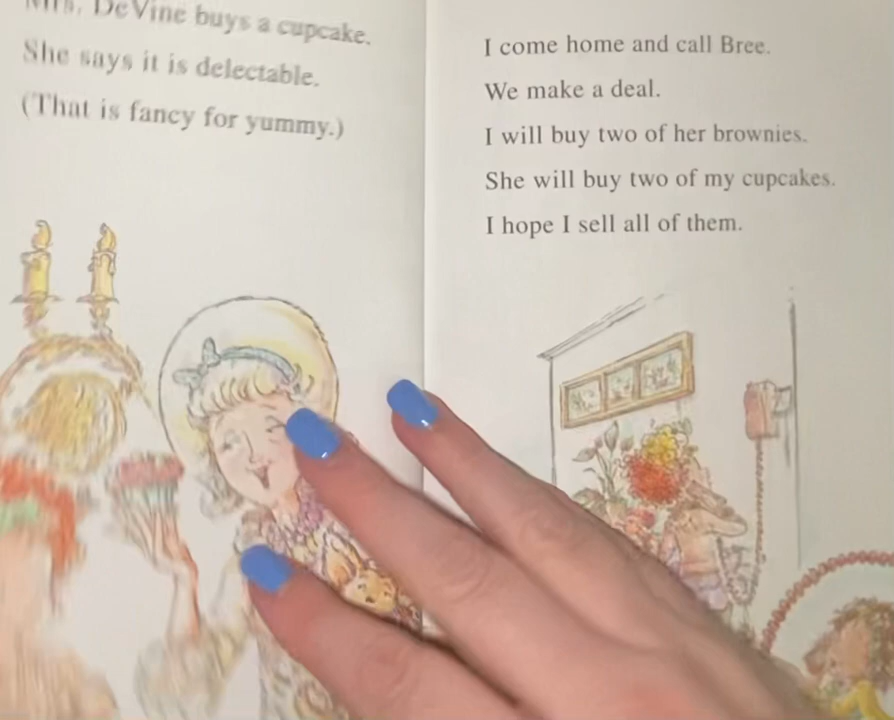 Mrs. DeVine buys a cupcake.
She says it is delectable.
(That is fancy for yummy.)
I come home and call Bree.
We make a deal.
I will buy two of her brownies.
She will buy two of my cupcakes.
I hope I sell all of them.